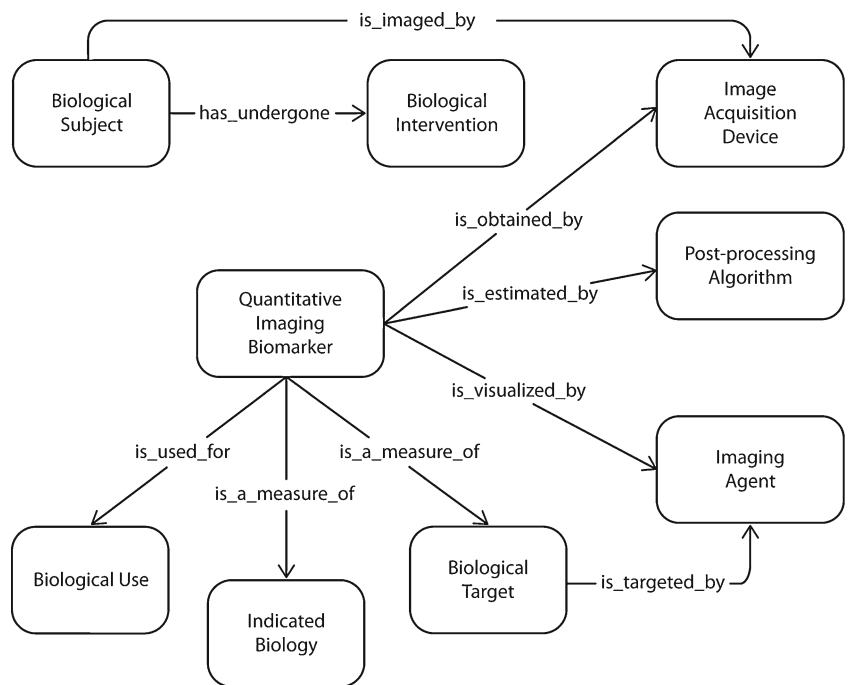 is_imaged_by
Biological
Subject
has_undergone
Biological
Intervention
Image
Acquisition
Device
is_obtained_by
Post-processing
Algorithm
is_estimated_by
Quantitative
Imaging
Biomarker
is_visualized_by
is_used_for
is_a_measure_of
is_a_measure_of
Imaging
Agent
Biological Use
Indicated
Biology
Biological
Target
is_targeted_by